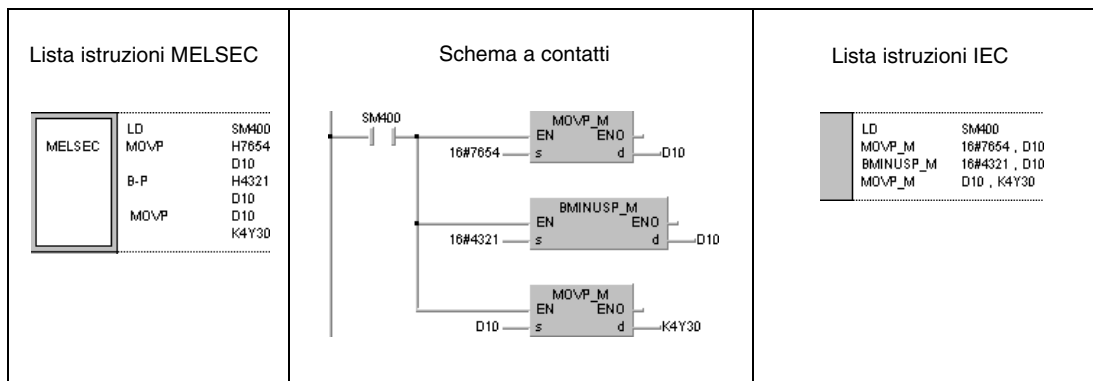 Lista istruzioni MELSEC
Schema a contatti
Lista istruzioni IEC
MELSEC
LD SM400
MOVP H7654
D10
B-P H4321
D10
MOVP D10
K4Y30
SM400
MOVP_M
EN ENO
16#7654 s d D10
BMINUSP_M
EN ENO
16#4321 s d D10
MOVP_M
EN ENO
D10 s d K4Y30
LD SM400
MOVP_M 16#7654 , D10
BMINUSP_M 16#4321 , D10
MOVP_M D10 , K4Y30